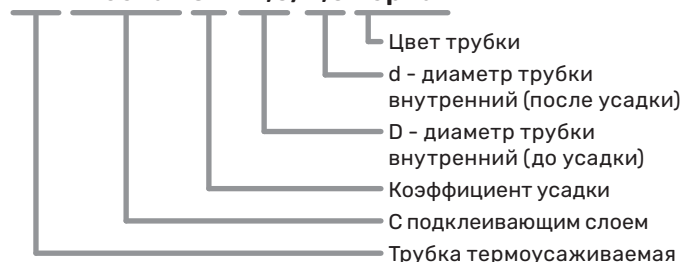 Цвет трубки
d - диаметр трубки
внутренний (после усадки)
D - диаметр трубки
внутренний (до усадки)
Коэффициент усадки
С подклеивающим слоем
Трубка термоусаживаемая